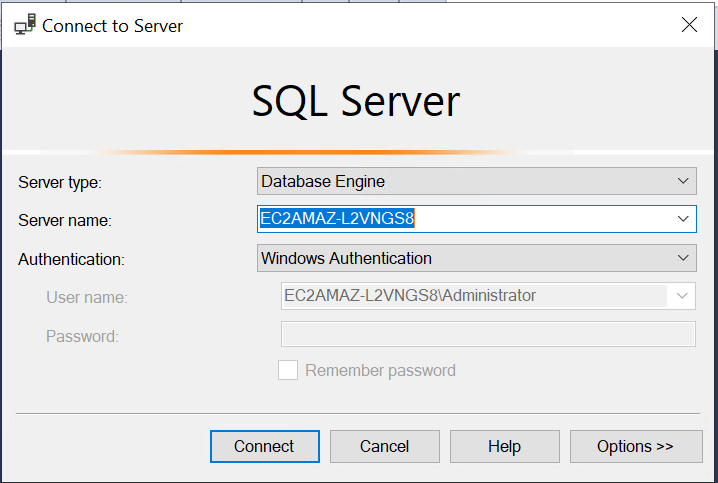 Connect to Server
SQL Server
Server type: Database Engine
Server name: EC2AMAZ-L2VNGS8
Authentication: Windows Authentication
User name: EC2AMAZ-L2VNGS8\Administrator
Password:
Remember password
Connect Cancel Help Options >>